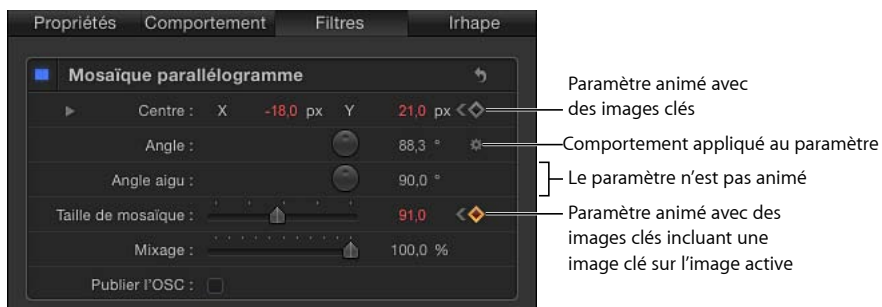 Propriétés Comportement Filtres Irhape
Mosaïque parallélogramme
Centre : X -18,0 px Y 21,0 px
Angle : 88,3 °
Angle aigu : 90,0 °
Taille de mosaïque : 91,0
Mixage : 100,0 %
Publier l'OSC :
Paramètre animé avec
des images clés
Comportement appliqué au paramètre
Le paramètre n'est pas animé
Paramètre animé avec des
images clés incluant une
image clé sur l'image active